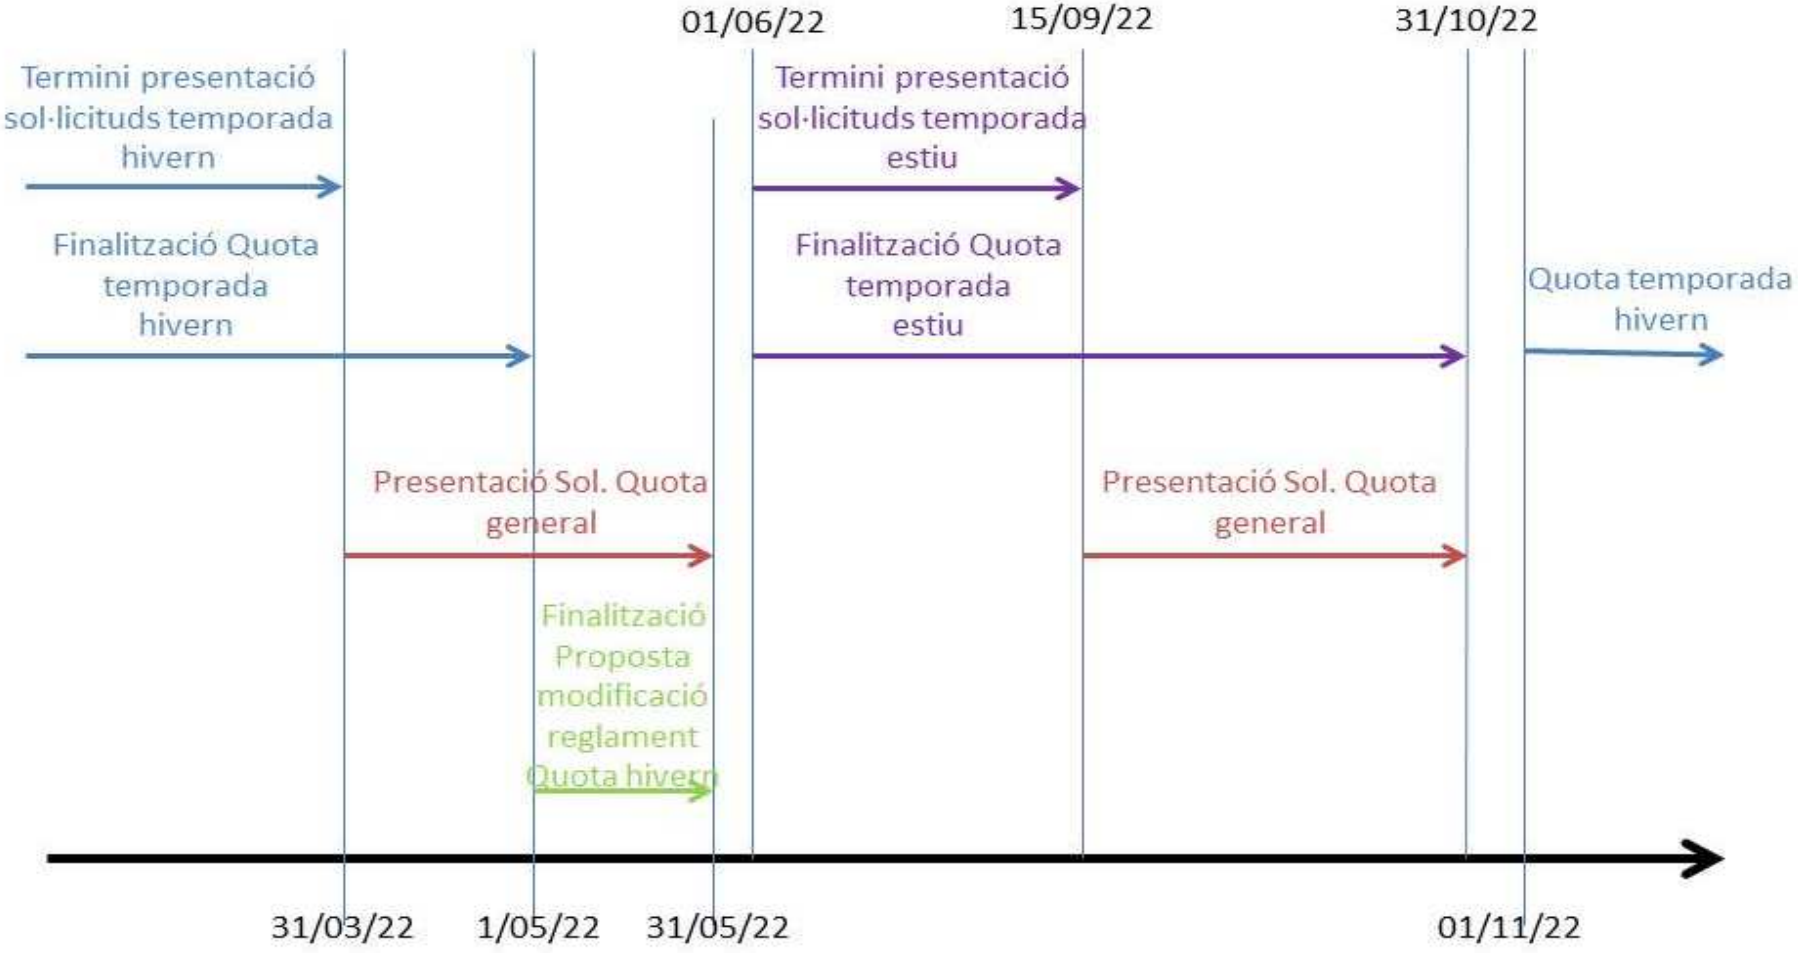 01/06/22
15/09/22
31/10/22
Termini presentació
sol·licituds temporada
hivern
Termini presentació
sol·licituds temporada
estiu
Finalització Quota
temporada
hivern
Finalització Quota
temporada
estiu
Quota temporada
hivern
Presentació Sol. Quota
general
Presentació Sol. Quota
general
Finalització
Proposta
modificació
reglament
Quota hivern
31/03/22
1/05/22
31/05/22
01/11/22